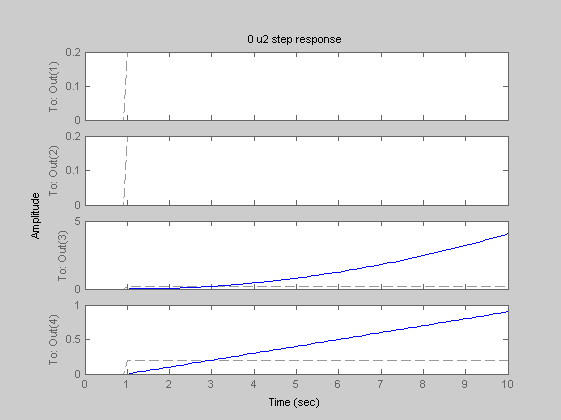 0 u2 step response
0.2
0.1
0
To: Out(1)
0.2
0.1
0
To: Out(2)
Amplitude
5
0
To: Out(3)
1
0.5
0
To: Out(4)
0 1 2 3 4 5 6 7 8 9 10
Time (sec)